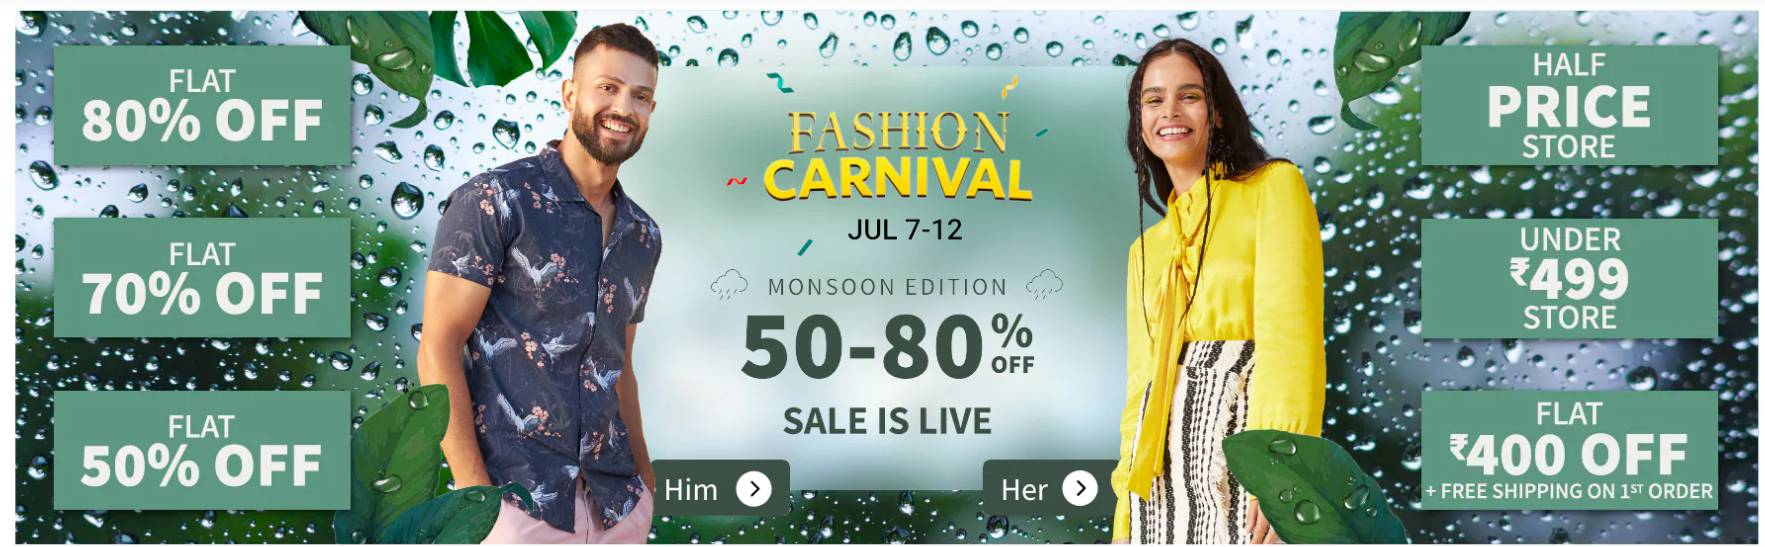 FLAT
80% OFF
FLAT
70% OFF
FLAT
50% OFF
FASHION
CARNIVAL
JUL 7-12
MONSOON EDITION
50-80% OFF
SALE IS LIVE
Him
Her
HALF
PRICE
STORE
UNDER
₹499
STORE
FLAT
₹400 OFF
+ FREE SHIPPING ON 1ST ORDER